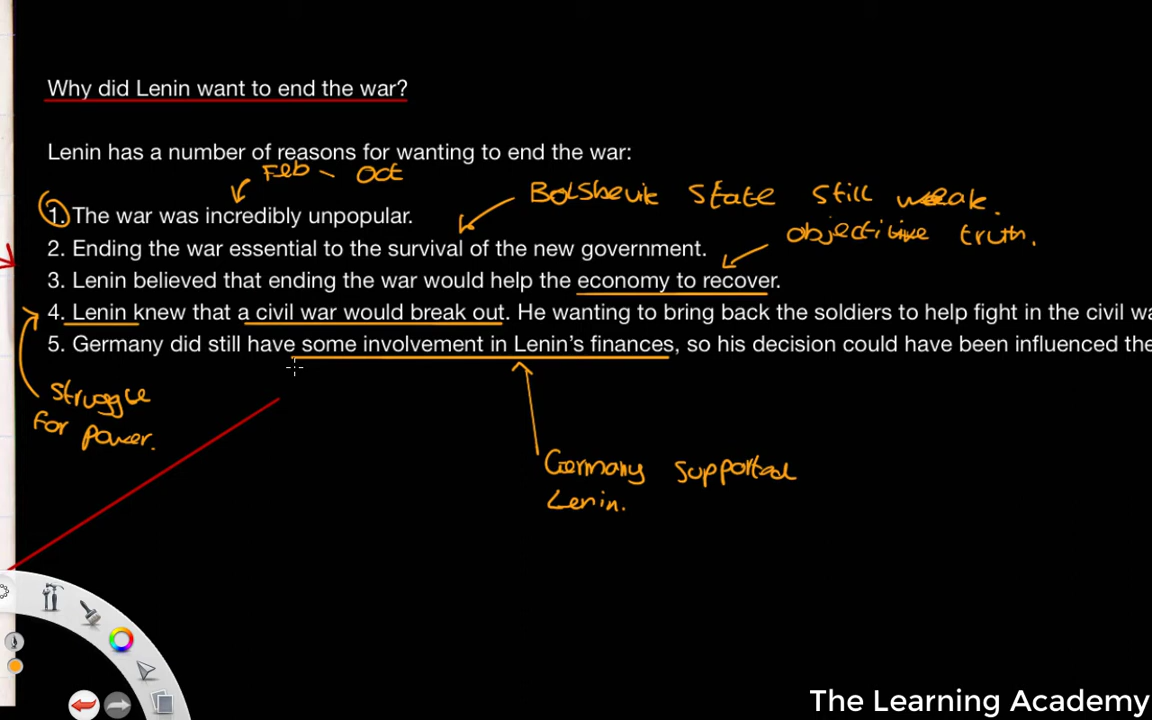 Why did Lenin want to end the war?
Lenin has a number of reasons for wanting to end the war:
Feb - Oct
Bolshevik State still weak.
1. The war was incredibly unpopular.
objective truth.
2. Ending the war essential to the survival of the new government.
3. Lenin believed that ending the war would help the economy to recover.
4. Lenin knew that a civil war would break out. He wanting to bring back the soldiers to help fight in the civil
5. Germany did still have some involvement in Lenin's finances, so his decision could have been influenced
Struggle
for power.
Germany supported
Lenin.
The Learning Academy